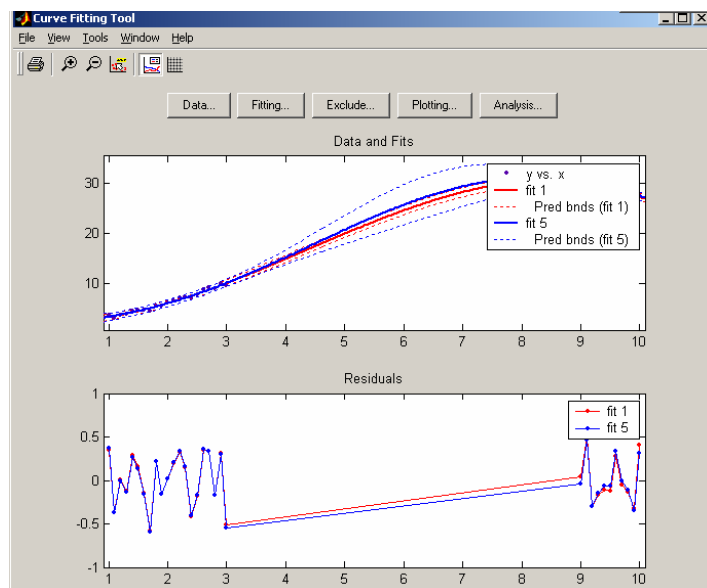 Curve Fitting Tool
File View Tools Window Help
Data... Fitting... Exclude... Plotting... Analysis...
Data and Fits
y vs. x
fit 1
Pred bnds (fit 1)
fit 5
Pred bnds (fit 5)
30
20
10
1 2 3 4 5 6 7 8 9 10
Residuals
fit 1
fit 5
1
0.5
0
-0.5
-1
1 2 3 4 5 6 7 8 9 10